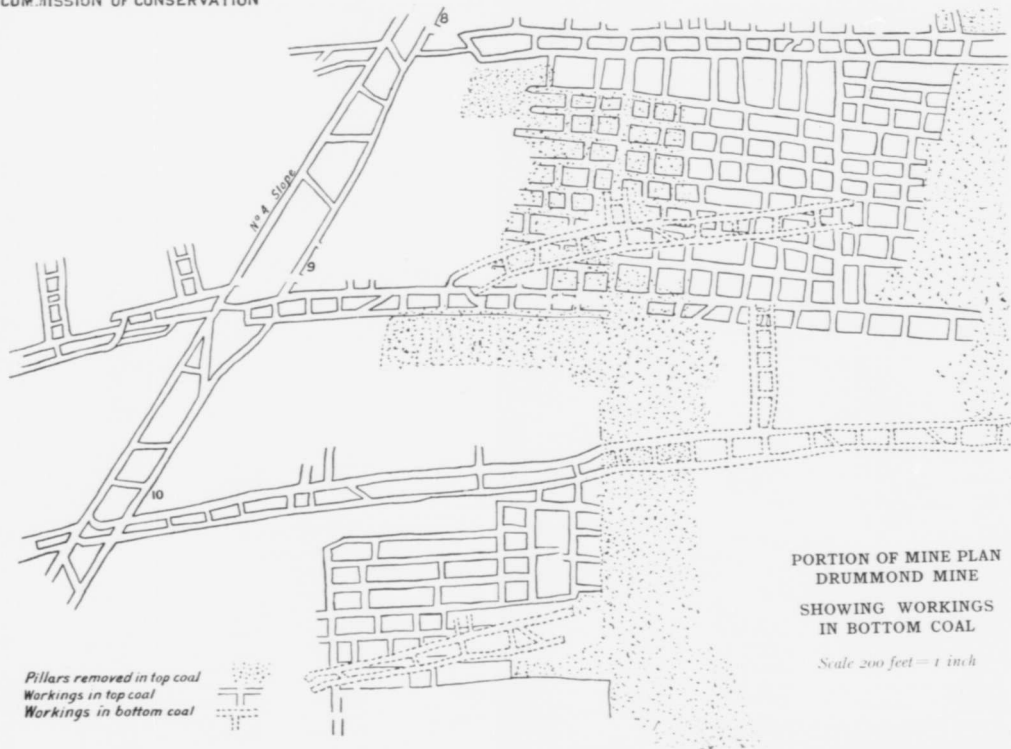 COMMISSION OF CONSERVATION
8
Nº 4 Slope
9
10
PORTION OF MINE PLAN
DRUMMOND MINE
SHOWING WORKINGS
IN BOTTOM COAL
Scale 200 feet = 1 inch
Pillars removed in top coal
Workings in top coal
Workings in bottom coal